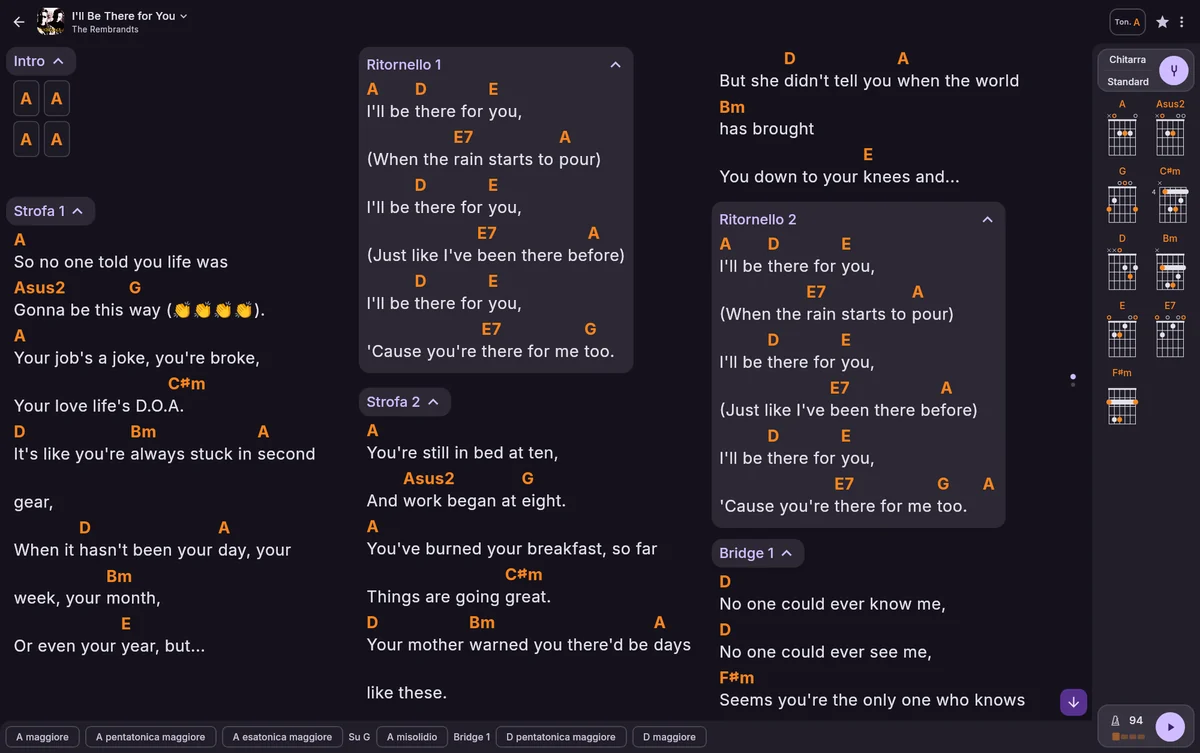 I'll Be There for You
The Rembrandts
Ton. A
Intro
A A
A A
Strofa 1
A
So no one told you life was
Asus2 G
Gonna be this way (👏👏👏👏).
A
Your job's a joke, you're broke,
C#m
Your love life's D.O.A.
D Bm A
It's like you're always stuck in second
gear,
D A
When it hasn't been your day, your
Bm
week, your month,
E
Or even your year, but...
Ritornello 1
A D E
I'll be there for you,
E7 A
(When the rain starts to pour)
D E
I'll be there for you,
E7 A
(Just like I've been there before)
D E
I'll be there for you,
E7 G
'Cause you're there for me too.
Strofa 2
A
You're still in bed at ten,
Asus2 G
And work began at eight.
A
You've burned your breakfast, so far
C#m
Things are going great.
D Bm A
Your mother warned you there'd be days
like these.
D A
But she didn't tell you when the world
Bm
has brought
E
You down to your knees and...
Ritornello 2
A D E
I'll be there for you,
E7 A
(When the rain starts to pour)
D E
I'll be there for you,
E7 A
(Just like I've been there before)
D E
I'll be there for you,
E7 G A
'Cause you're there for me too.
Bridge 1
D
No one could ever know me,
D
No one could ever see me,
F#m
Seems you're the only one who knows
Chitarra
Standard
A Asus2
G C#m
4
D Bm
E E7
F#m
94
A maggiore A pentatonica maggiore A esatonica maggiore Su G A misolidio Bridge 1 D pentatonica maggiore D maggiore